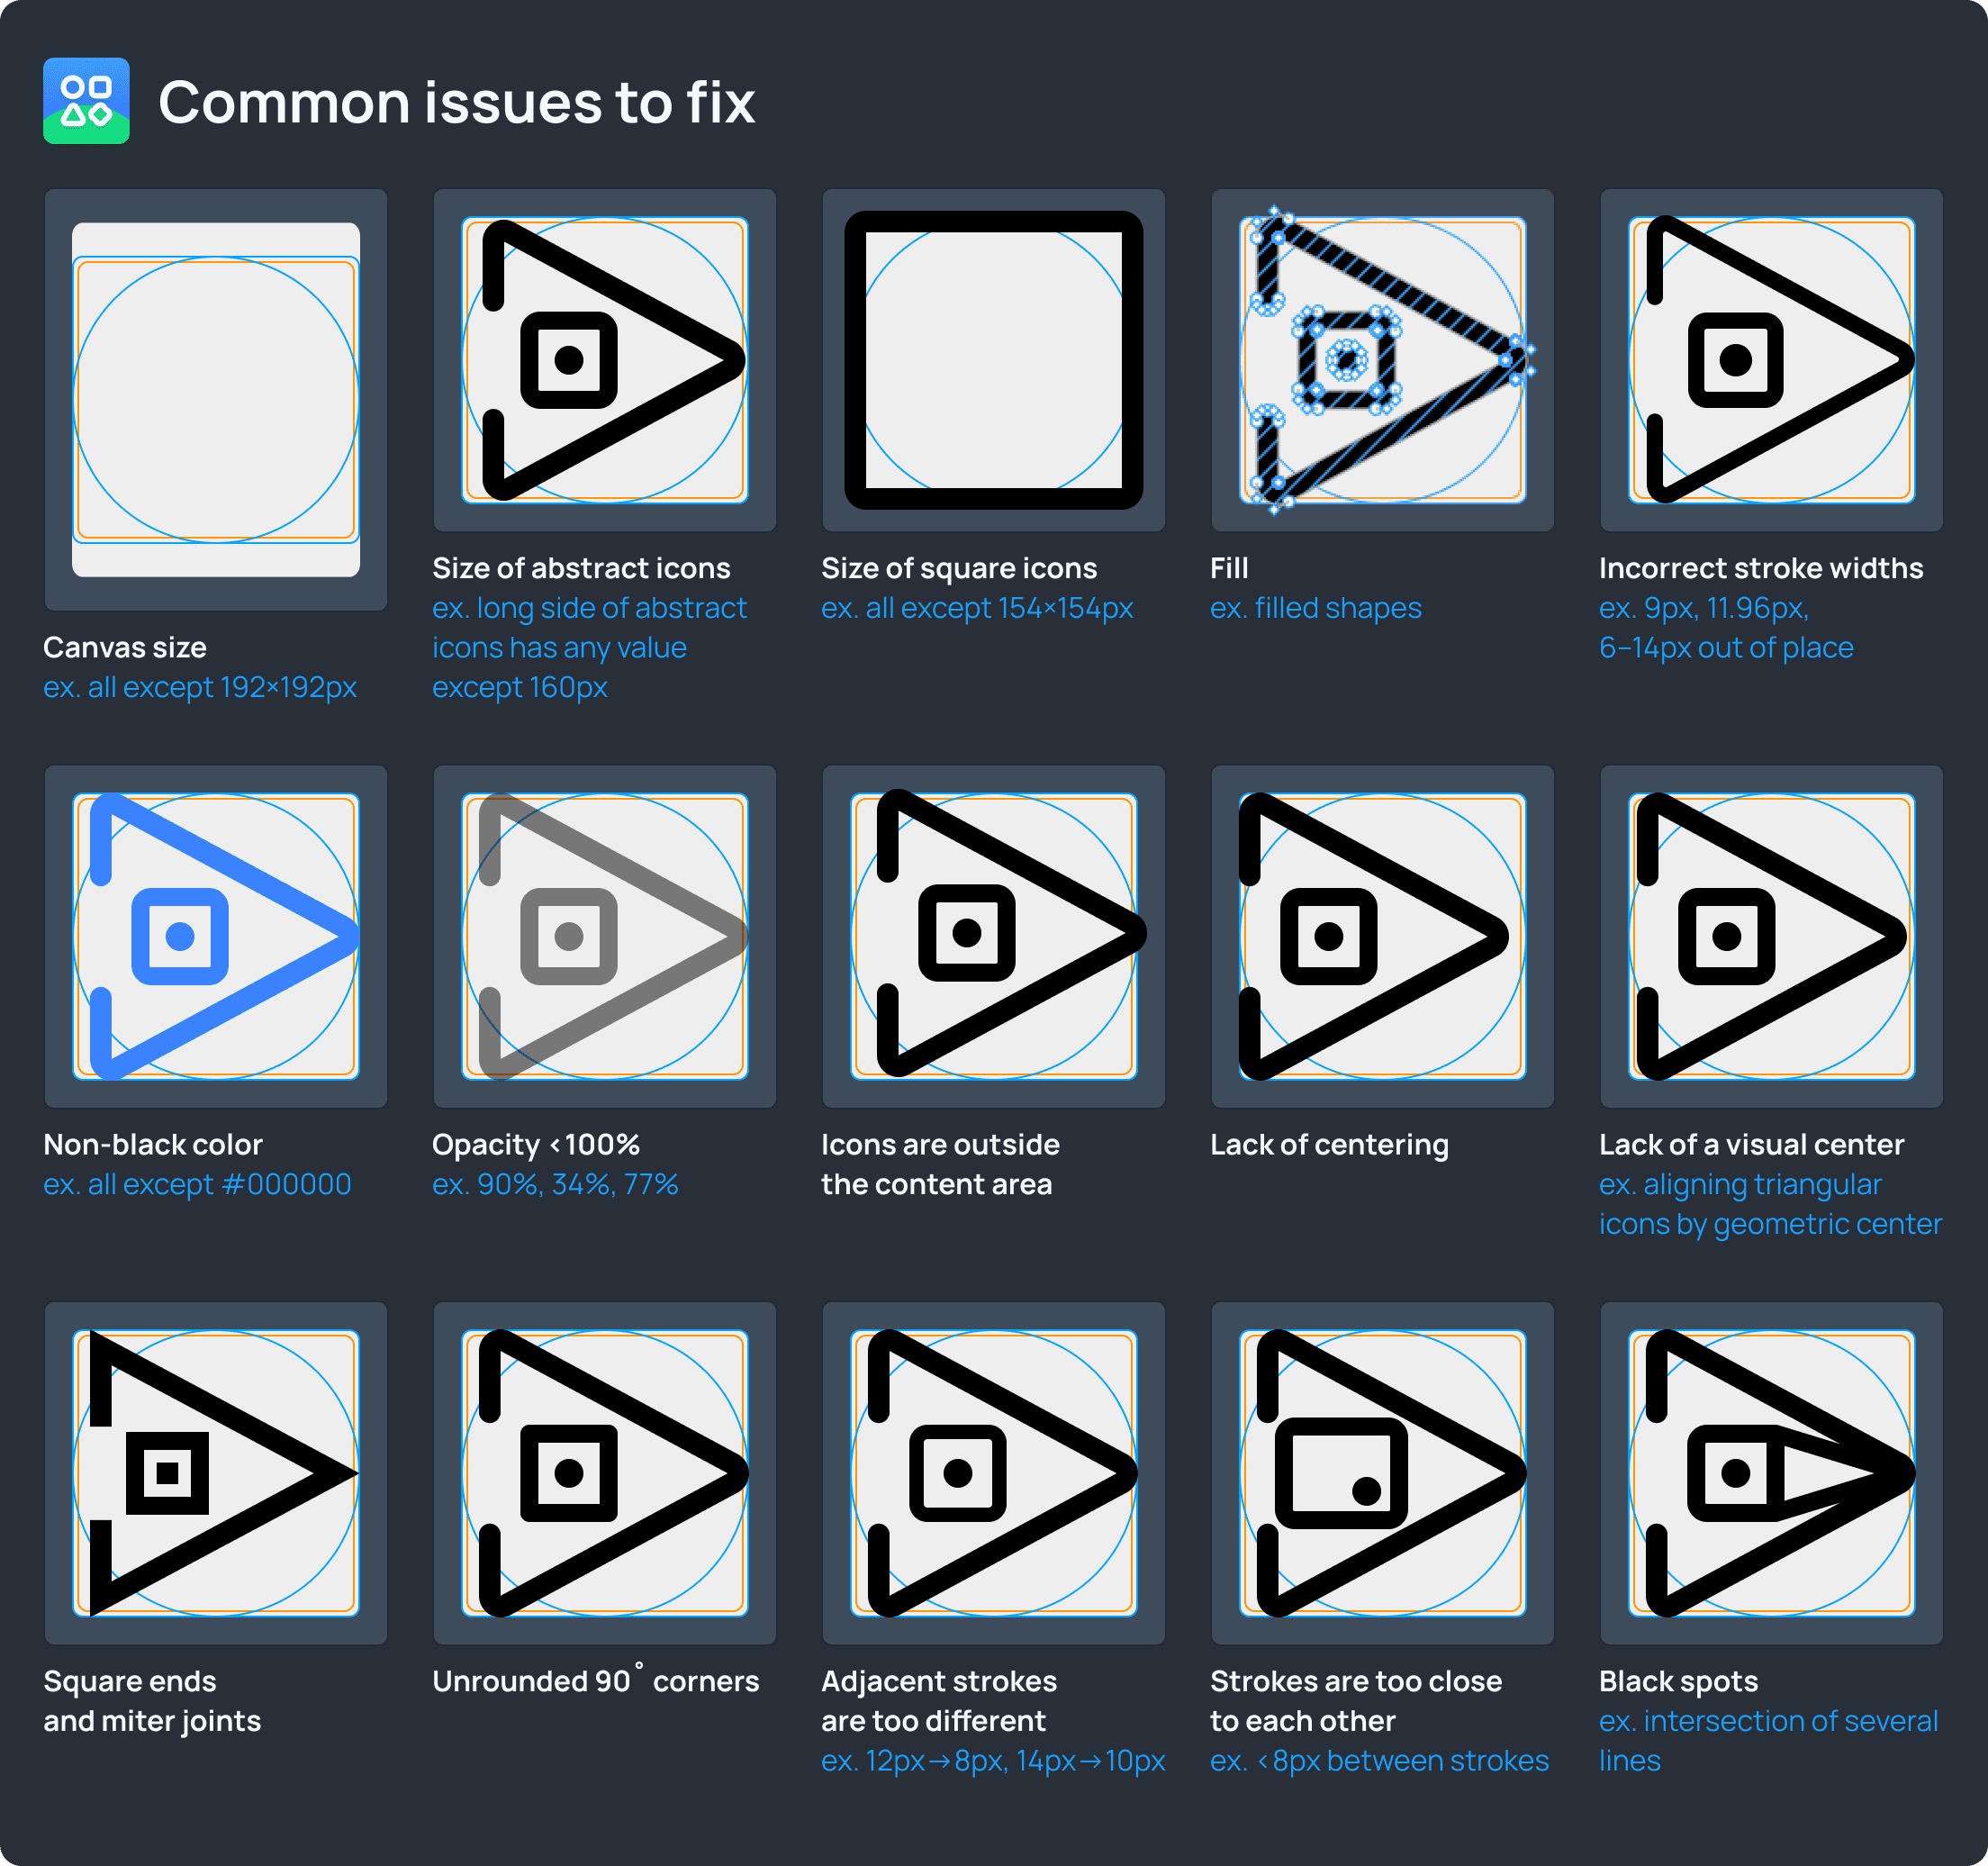 Common issues to fix
Canvas size
ex. all except 192×192px
Size of abstract icons
ex. long side of abstract
icons has any value
except 160px
Size of square icons
ex. all except 154×154px
Fill
ex. filled shapes
Incorrect stroke widths
ex. 9px, 11.96px,
6–14px out of place
Non-black color
ex. all except #000000
Opacity <100%
ex. 90%, 34%, 77%
Icons are outside
the content area
Lack of centering
Lack of a visual center
ex. aligning triangular
icons by geometric center
Square ends
and miter joints
Unrounded 90° corners
Adjacent strokes
are too different
ex. 12px→8px, 14px→10px
Strokes are too close
to each other
ex. <8px between strokes
Black spots
ex. intersection of several
lines